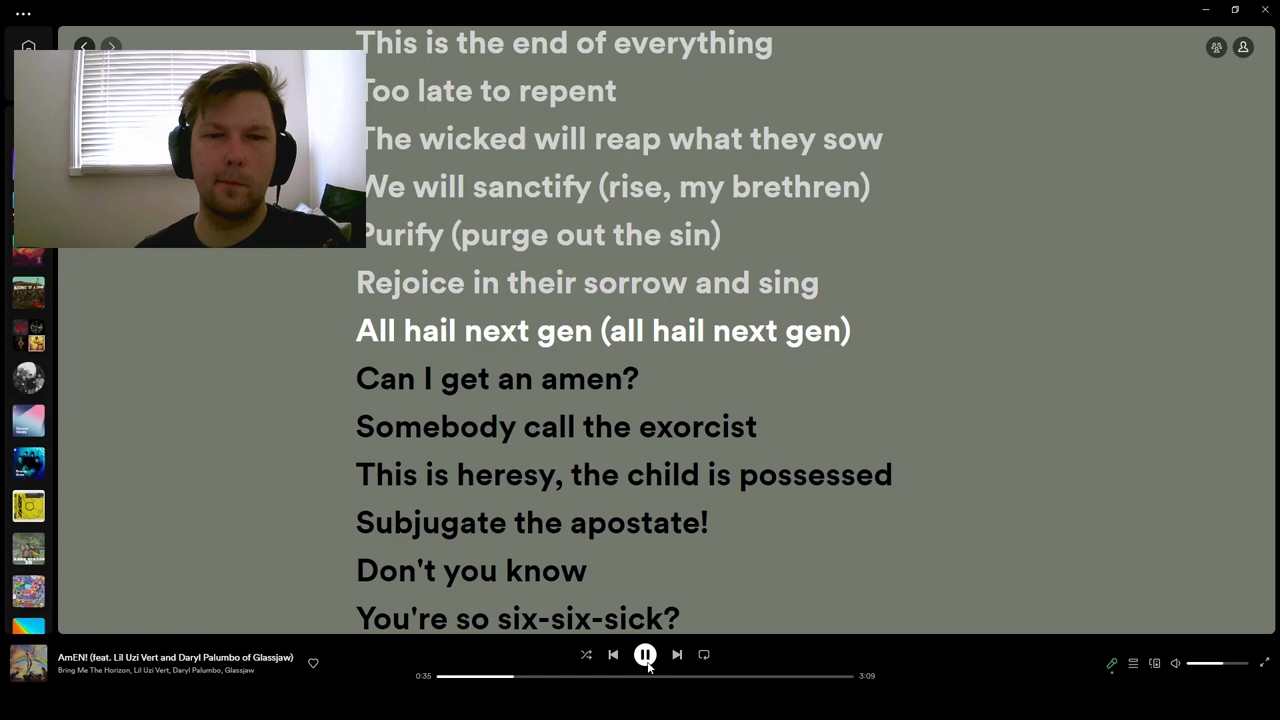 This is the end of everything
Too late to repent
The wicked will reap what they sow
We will sanctify (rise, my brethren)
Purify (purge out the sin)
Rejoice in their sorrow and sing
All hail next gen (all hail next gen)
Can I get an amen?
Somebody call the exorcist
This is heresy, the child is possessed
Subjugate the apostate!
Don't you know
You're so six-six-sick?
AmEN! (feat. Lil Uzi Vert and Daryl Palumbo of Glassjaw)
Bring Me The Horizon, Lil Uzi Vert, Daryl Palumbo, Glassjaw
0:35
3:09